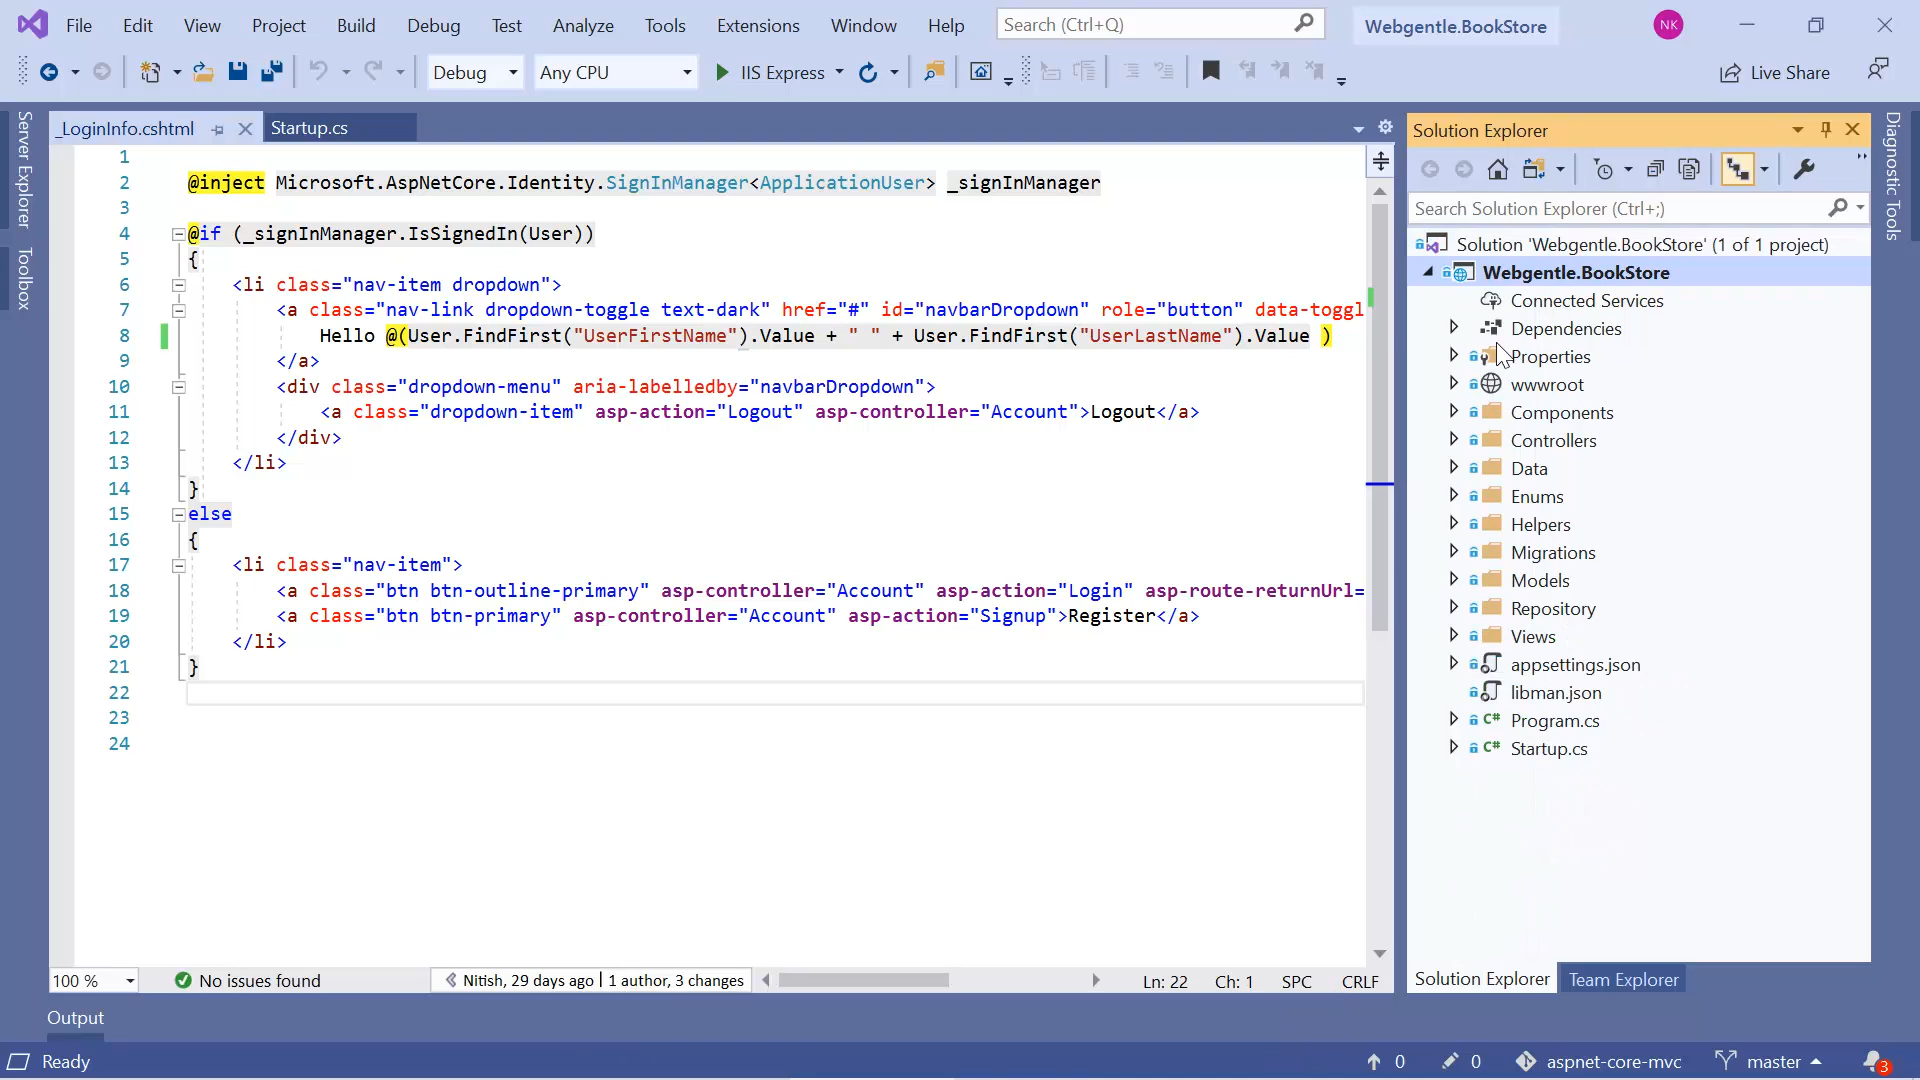 File Edit View Project Build Debug Test Analyze Tools Extensions Window Help Search (Ctrl+Q) Webgentle.BookStore NK
Debug Any CPU IIS Express Live Share
Server Explorer
Toolbox
_LoginInfo.cshtml Startup.cs
1
2 @inject Microsoft.AspNetCore.Identity.SignInManager<ApplicationUser> _signInManager
3
4 @if (_signInManager.IsSignedIn(User))
5 {
6 <li class="nav-item dropdown">
7 <a class="nav-link dropdown-toggle text-dark" href="#" id="navbarDropdown" role="button" data-toggl
8 Hello @(User.FindFirst("UserFirstName").Value + " " + User.FindFirst("UserLastName").Value )
9 </a>
10 <div class="dropdown-menu" aria-labelledby="navbarDropdown">
11 <a class="dropdown-item" asp-action="Logout" asp-controller="Account">Logout</a>
12 </div>
13 </li>
14 }
15 else
16 {
17 <li class="nav-item">
18 <a class="btn btn-outline-primary" asp-controller="Account" asp-action="Login" asp-route-returnUrl=
19 <a class="btn btn-primary" asp-controller="Account" asp-action="Signup">Register</a>
20 </li>
21 }
22
23
24
100 % No issues found Nitish, 29 days ago | 1 author, 3 changes Ln: 22 Ch: 1 SPC CRLF
Solution Explorer
Search Solution Explorer (Ctrl+;)
Solution 'Webgentle.BookStore' (1 of 1 project)
Webgentle.BookStore
Connected Services
Dependencies
Properties
wwwroot
Components
Controllers
Data
Enums
Helpers
Migrations
Models
Repository
Views
appsettings.json
libman.json
C# Program.cs
C# Startup.cs
Solution Explorer Team Explorer
Diagnostic Tools
Output
Ready 0 0 aspnet-core-mvc master 3